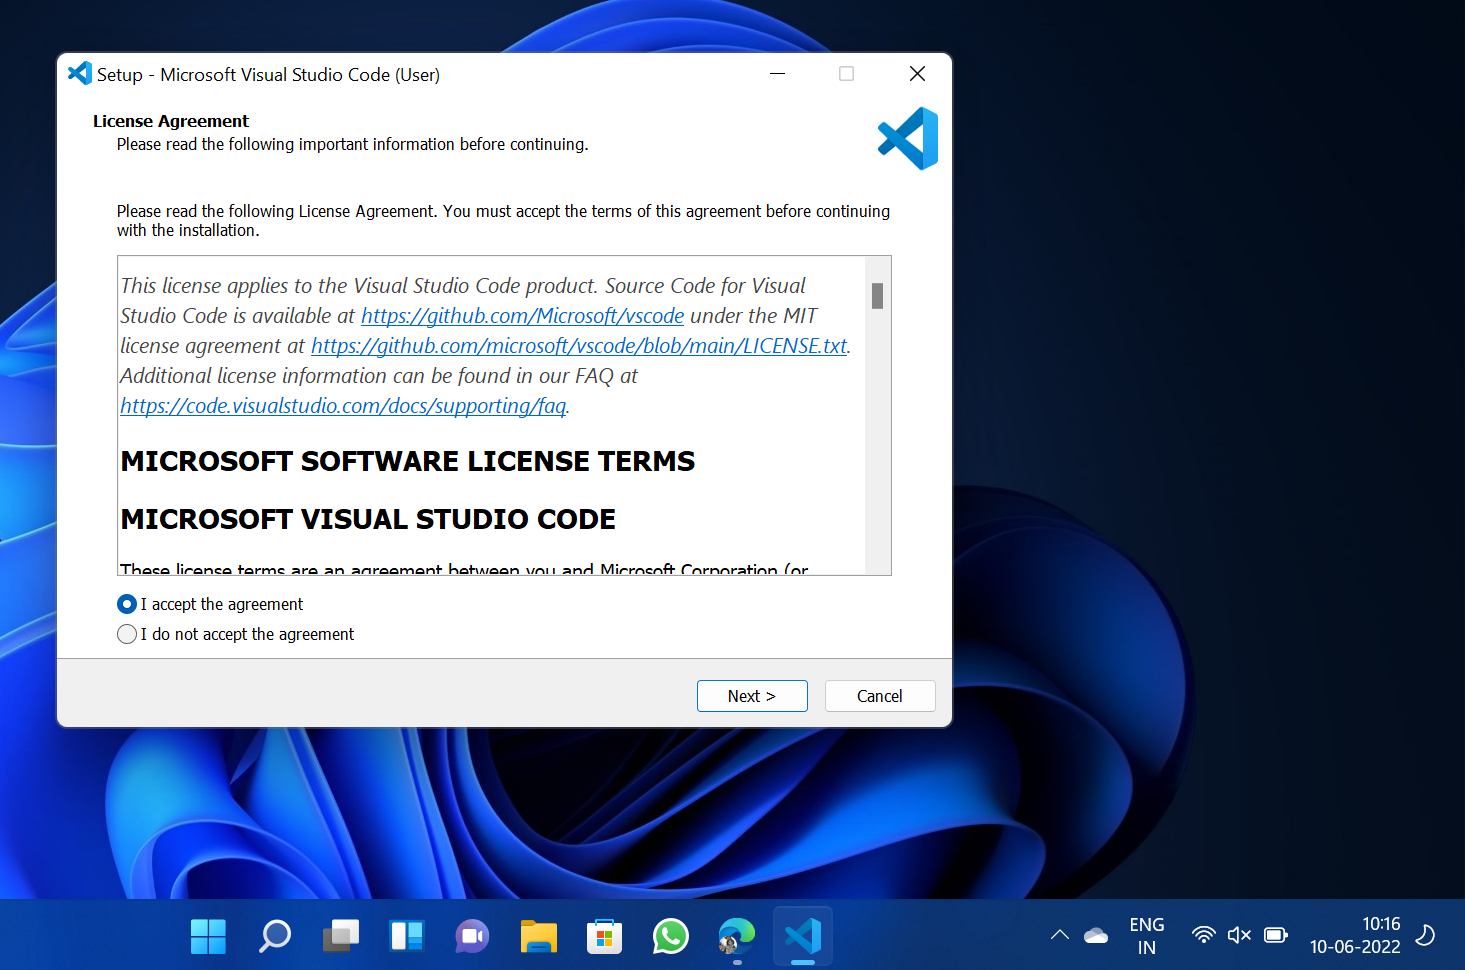 Setup - Microsoft Visual Studio Code (User)
License Agreement
Please read the following important information before continuing.
Please read the following License Agreement. You must accept the terms of this agreement before continuing
with the installation.
This license applies to the Visual Studio Code product. Source Code for Visual
Studio Code is available at https://github.com/Microsoft/vscode under the MIT
license agreement at https://github.com/microsoft/vscode/blob/main/LICENSE.txt.
Additional license information can be found in our FAQ at
https://code.visualstudio.com/docs/supporting/faq.
MICROSOFT SOFTWARE LICENSE TERMS
MICROSOFT VISUAL STUDIO CODE
These license terms are an agreement between you and Microsoft Corporation (or
I accept the agreement
I do not accept the agreement
Next >
Cancel
ENG
IN
10:16
10-06-2022